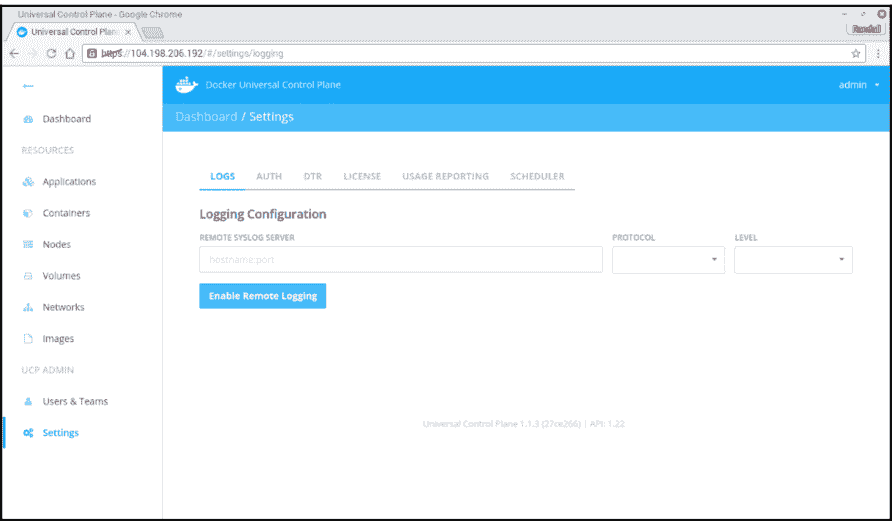 Universal Control Plane - Google Chrome
Universal Control Plan
Randall
https://104.198.206.192/#/settings/logging
Docker Universal Control Plane
admin
Dashboard / Settings
Dashboard
RESOURCES
Applications
Containers
Nodes
Volumes
Networks
Images
UCP ADMIN
Users & Teams
Settings
LOGS AUTH DTR LICENSE USAGE REPORTING SCHEDULER
Logging Configuration
REMOTE SYSLOG SERVER PROTOCOL LEVEL
hostname:port
Enable Remote Logging
Universal Control Plane 1.1.3 (27ce266) | API: 1.22